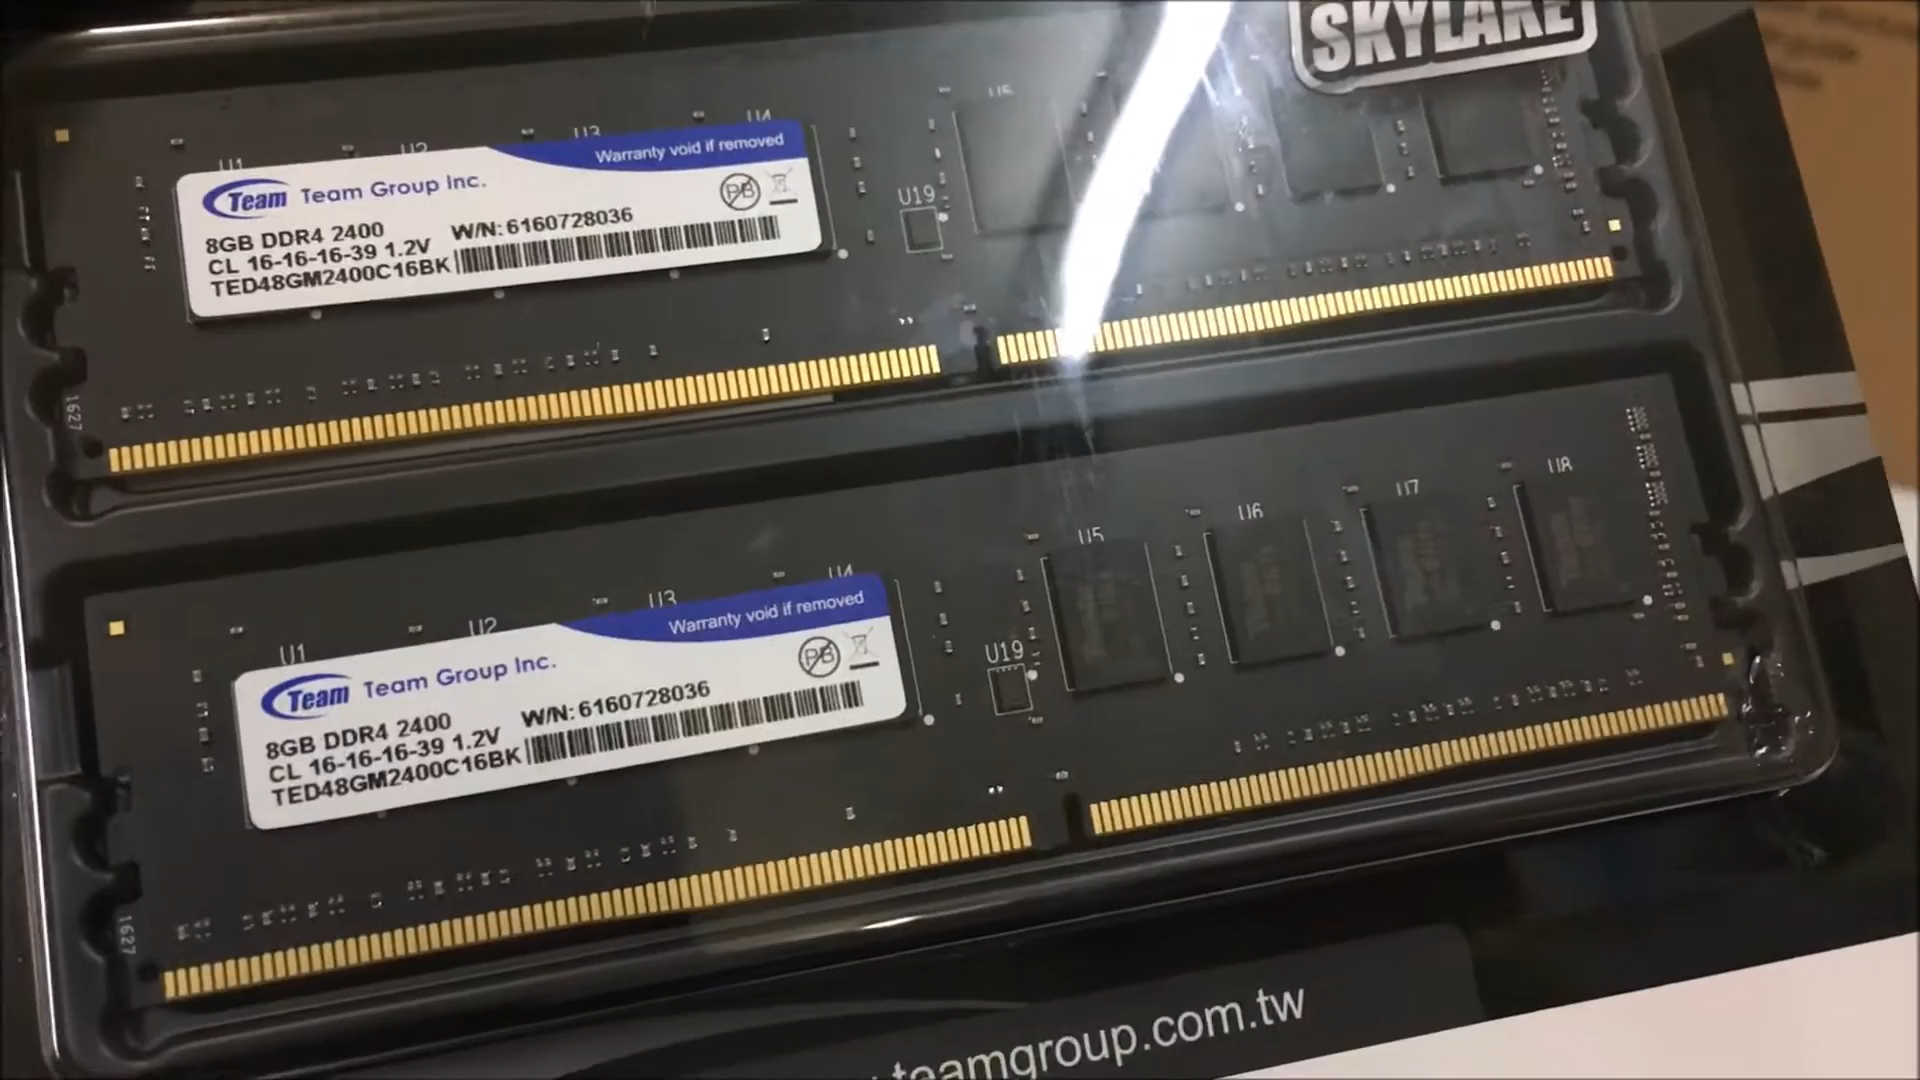 SKYLAKE
U1
U2
U3
U4
U5
Warranty void if removed
Team Team Group Inc.
PB
8GB DDR4 2400
W/N: 6160728036
CL 16-16-16-39 1.2V
TED48GM2400C16BK
U19
1627
U1
U2
U3
U4
U5
U6
U7
U8
Warranty void if removed
Team Team Group Inc.
PB
8GB DDR4 2400
W/N: 6160728036
CL 16-16-16-39 1.2V
TED48GM2400C16BK
U19
1627
teamgroup.com.tw